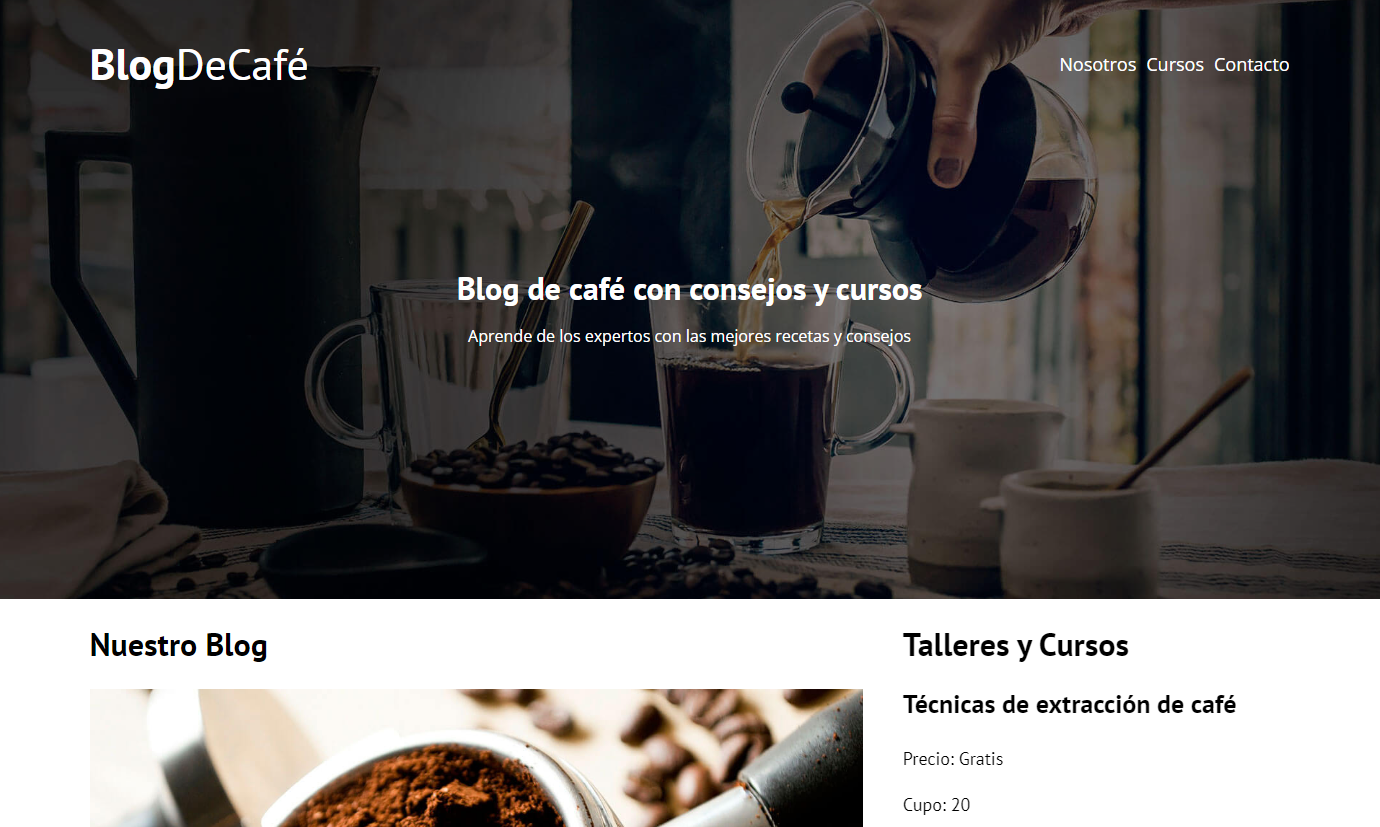 BlogDeCafé
Nosotros Cursos Contacto
Blog de café con consejos y cursos
Aprende de los expertos con las mejores recetas y consejos
Nuestro Blog
Talleres y Cursos
Técnicas de extracción de café
Precio: Gratis
Cupo: 20